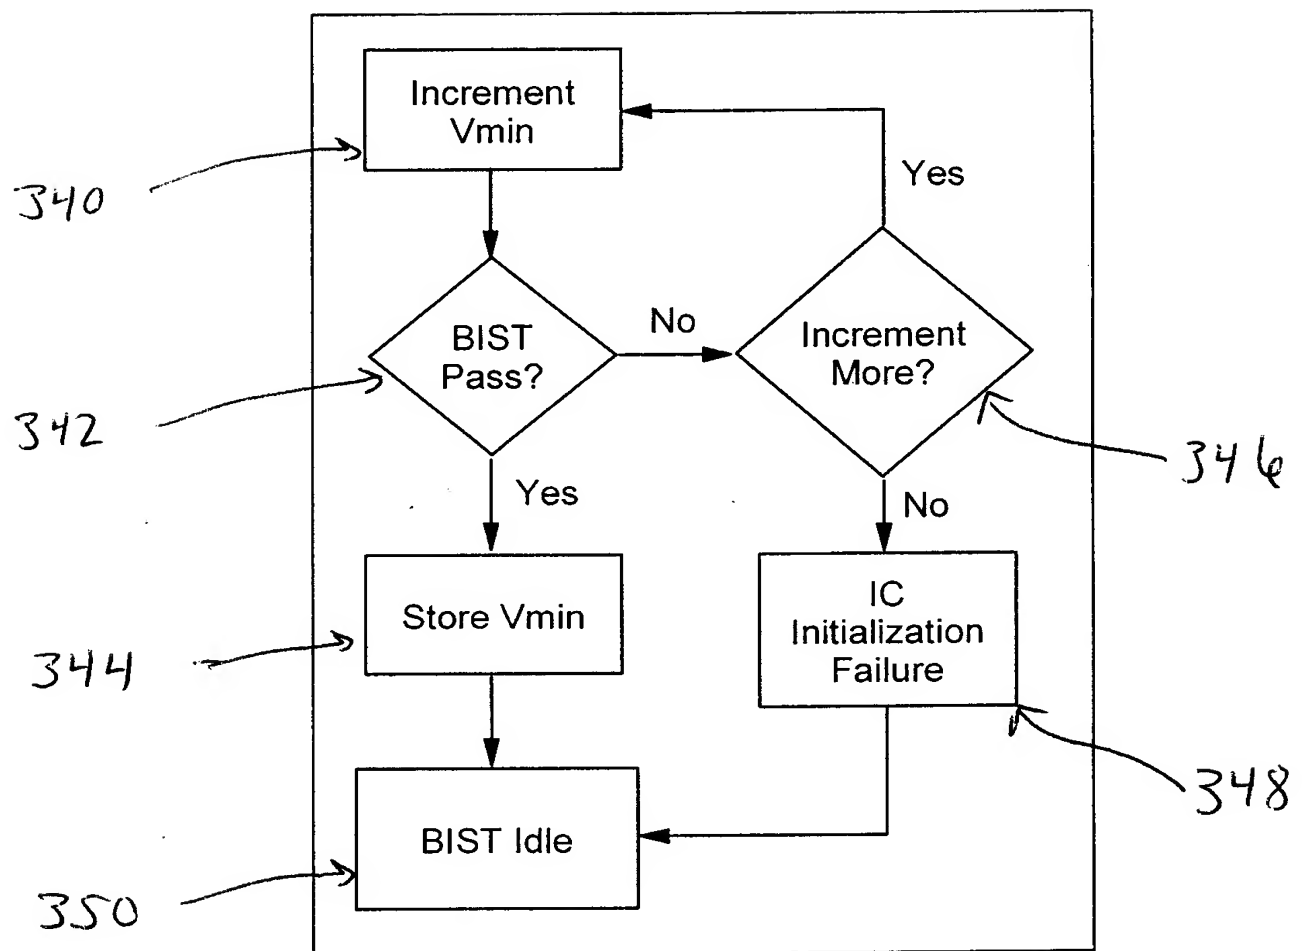 Increment
Vmin
340
Yes
BIST
Pass?
No
Increment
More?
342
346
Yes
No
Store Vmin
IC
Initialization
Failure
344
348
BIST Idle
350